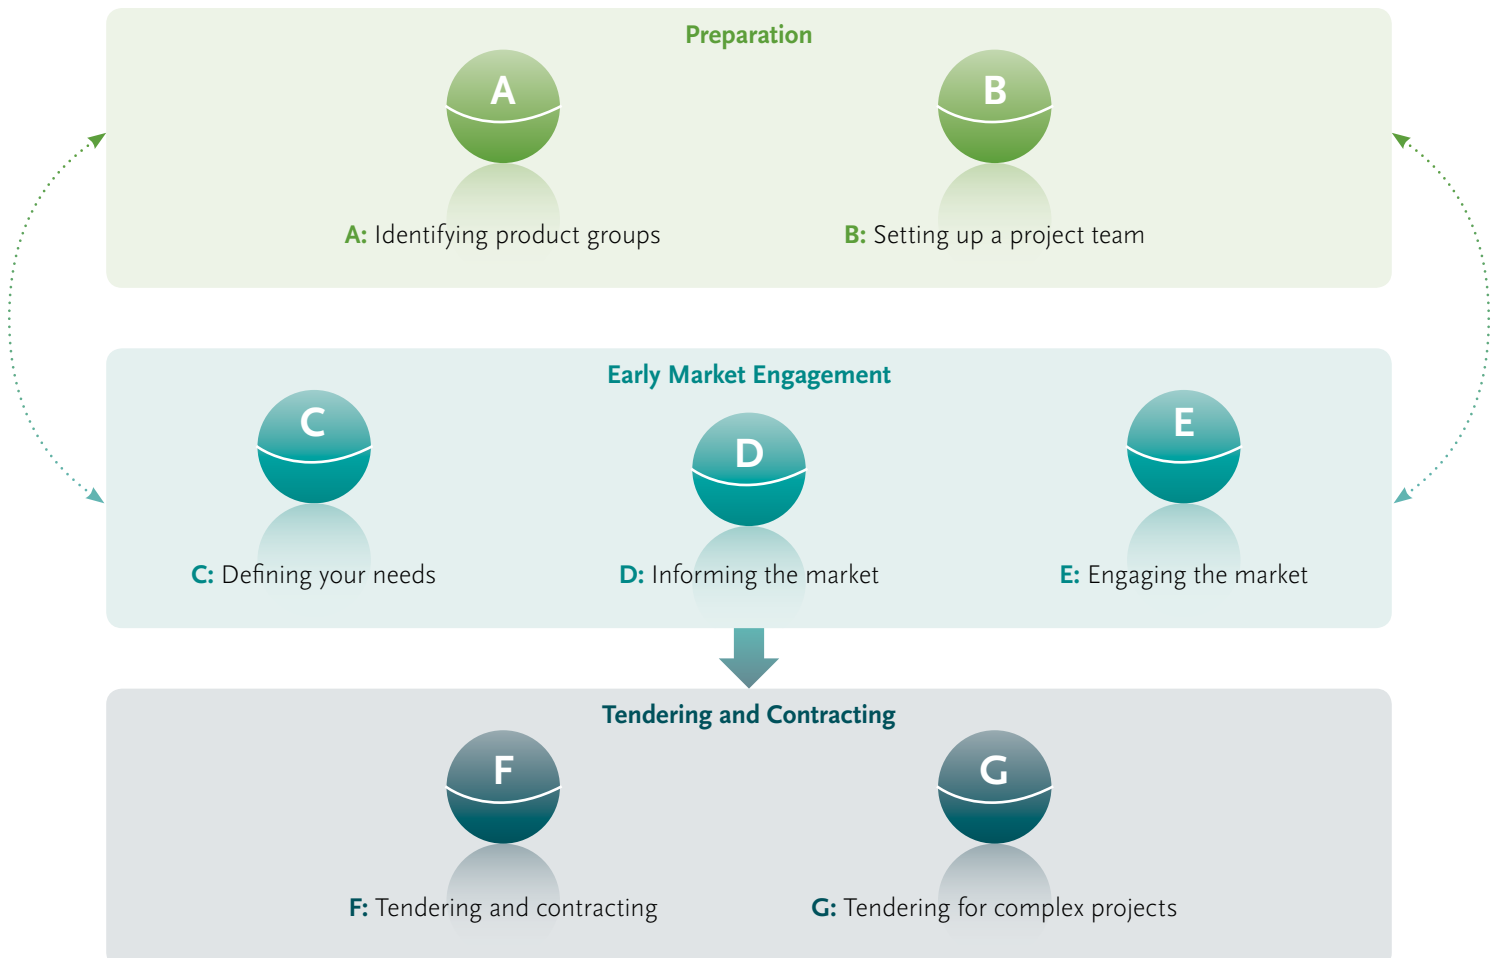 Preparation
A
B
A: Identifying product groups
B: Setting up a project team
Early Market Engagement
C
D
E
C: Defining your needs
D: Informing the market
E: Engaging the market
Tendering and Contracting
F
G
F: Tendering and contracting
G: Tendering for complex projects